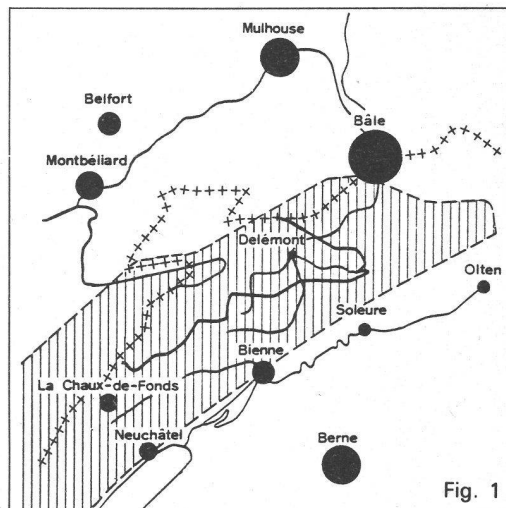 Mulhouse
Belfort
Bâle
Montbéliard
Delémont
Olten
Soleure
Bienne
La Chaux-de-Fonds
Neuchâtel
Berne
Fig. 1